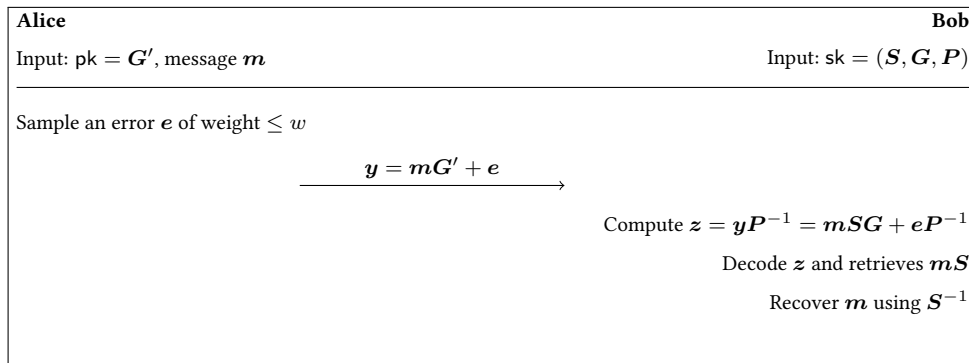 Alice Bob
Input: pk = G′, message m Input: sk = (S, G, P)
Sample an error e of weight ≤ w
y = mG′ + e
Compute z = yP⁻¹ = mSG + eP⁻¹
Decode z and retrieves mS
Recover m using S⁻¹